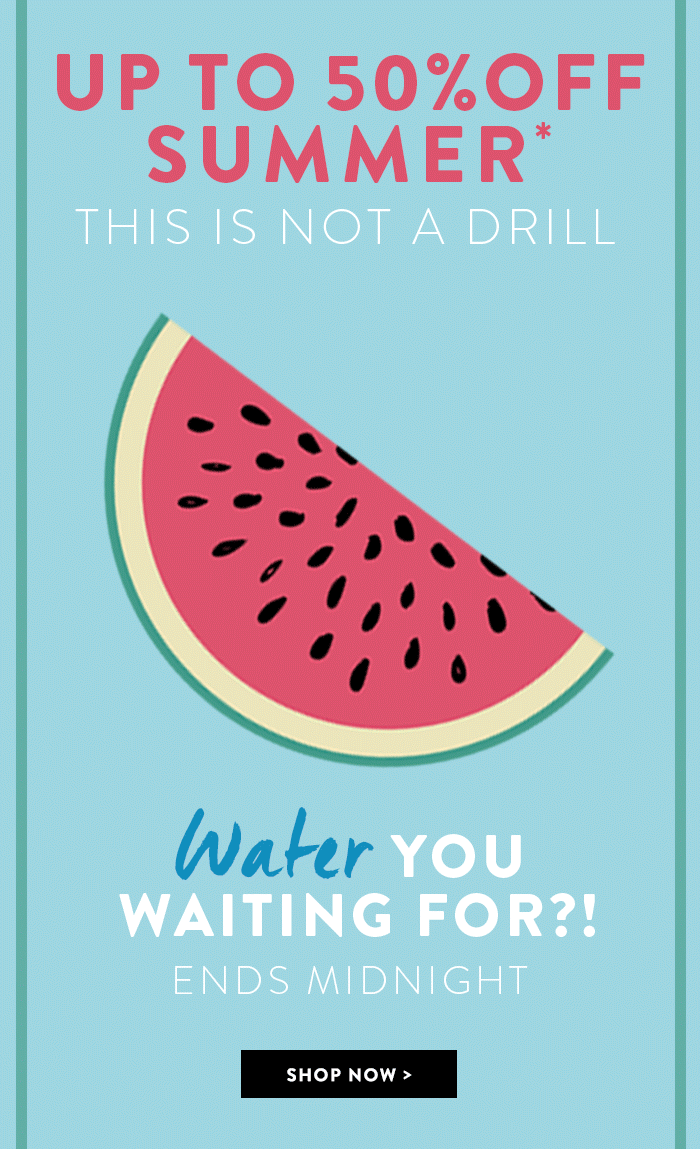 UP TO 50%OFF
SUMMER*
THIS IS NOT A DRILL
Water YOU
WAITING FOR?!
ENDS MIDNIGHT
SHOP NOW >